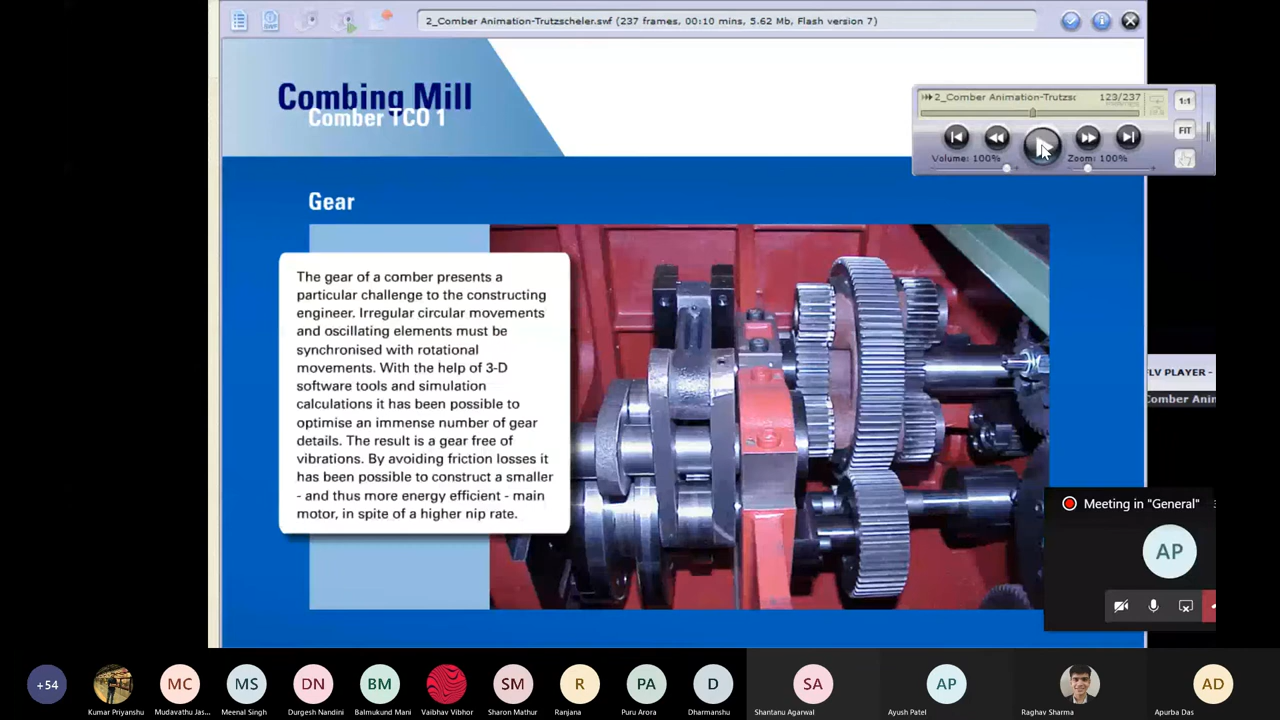 2_Comber Animation-Trutzscheler.swf (237 frames, 00:10 mins, 5.62 Mb, Flash version 7)
Combing Mill
Comber TCO 1
2_Comber Animation-Trutzsc
123/237
1:1
FIT
Volume: 100%
Zoom: 100%
Gear
The gear of a comber presents a
particular challenge to the constructing
engineer. Irregular circular movements
and oscillating elements must be
synchronised with rotational
movements. With the help of 3-D
software tools and simulation
calculations it has been possible to
optimise an immense number of gear
details. The result is a gear free of
vibrations. By avoiding friction losses it
has been possible to construct a smaller
- and thus more energy efficient - main
motor, in spite of a higher nip rate.
FLV PLAYER -
Comber Anim
Meeting in "General"
AP
+54
MC
MS
DN
BM
SM
R
PA
D
SA
AP
AD
Kumar Priyanshu
Mudavathu Jas...
Meenal Singh
Durgesh Nandini
Balmukund Mani
Vaibhav Vibhor
Sharon Mathur
Ranjana
Puru Arora
Dharmanshu
Shantanu Agarwal
Ayush Patel
Raghav Sharma
Apurba Das